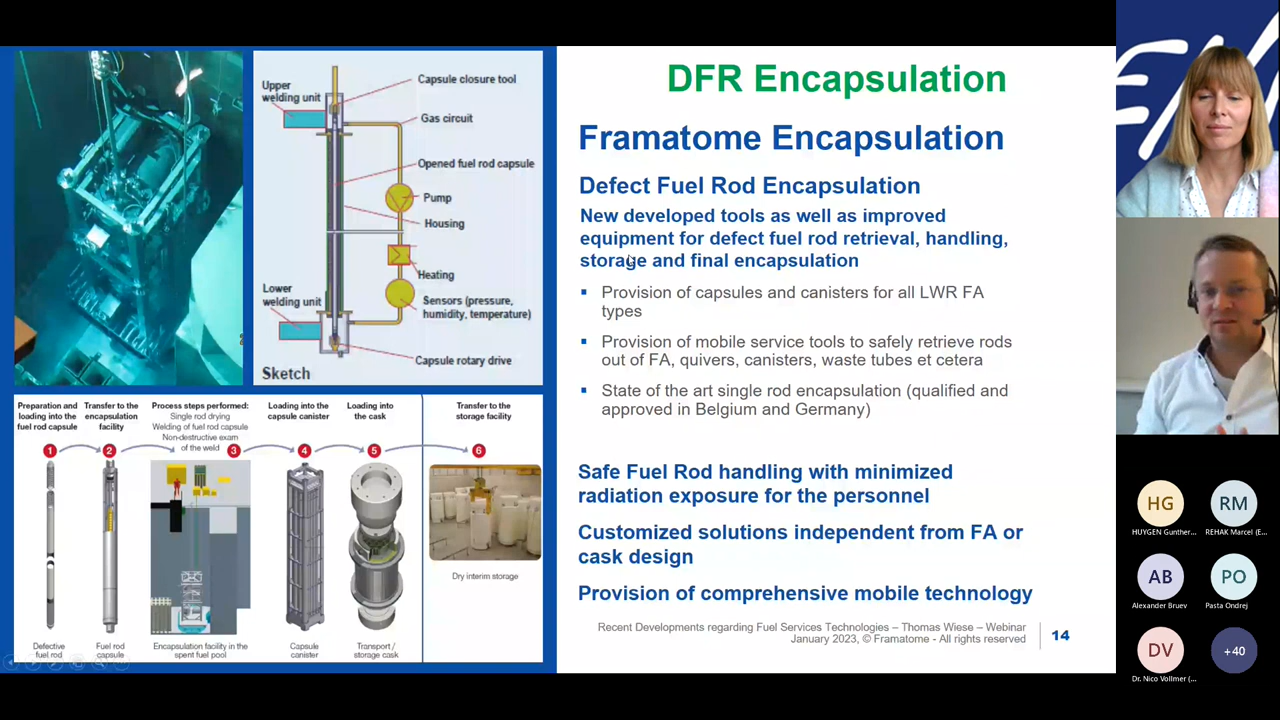 DFR Encapsulation
Framatome Encapsulation
Defect Fuel Rod Encapsulation
New developed tools as well as improved
equipment for defect fuel rod retrieval, handling,
storage and final encapsulation
Provision of capsules and canisters for all LWR FA
types
Provision of mobile service tools to safely retrieve rods
out of FA, quivers, canisters, waste tubes et cetera
State of the art single rod encapsulation (qualified and
approved in Belgium and Germany)
Safe Fuel Rod handling with minimized
radiation exposure for the personnel
Customized solutions independent from FA or
cask design
Provision of comprehensive mobile technology
Recent Developments regarding Fuel Services Technologies – Thomas Wiese – Webinar
January 2023, © Framatome - All rights reserved
14
Upper
welding unit
Capsule closure tool
Gas circuit
Opened fuel rod capsule
Pump
Housing
Heating
Lower
welding unit
Sensors (pressure,
humidity, temperature)
Capsule rotary drive
Sketch
Preparation and
loading into the
fuel rod capsule
Transfer to the
encapsulation
facility
Process steps performed:
Single rod drying
Welding of fuel rod capsule
Non-destructive exam
of the weld
Loading into the
capsule canister
Loading into
the cask
Transfer to the
storage facility
1
2
3
4
5
6
Defective
fuel rod
Fuel rod
capsule
Encapsulation facility in the
spent fuel pool
Capsule
canister
Transport /
storage cask
Dry interim storage
HG
HUYGEN Gunther...
RM
REHAK Marcel (E...
AB
Alexander Bruev
PO
Pasta Ondrej
DV
Dr. Nico Vollmer (...
+40